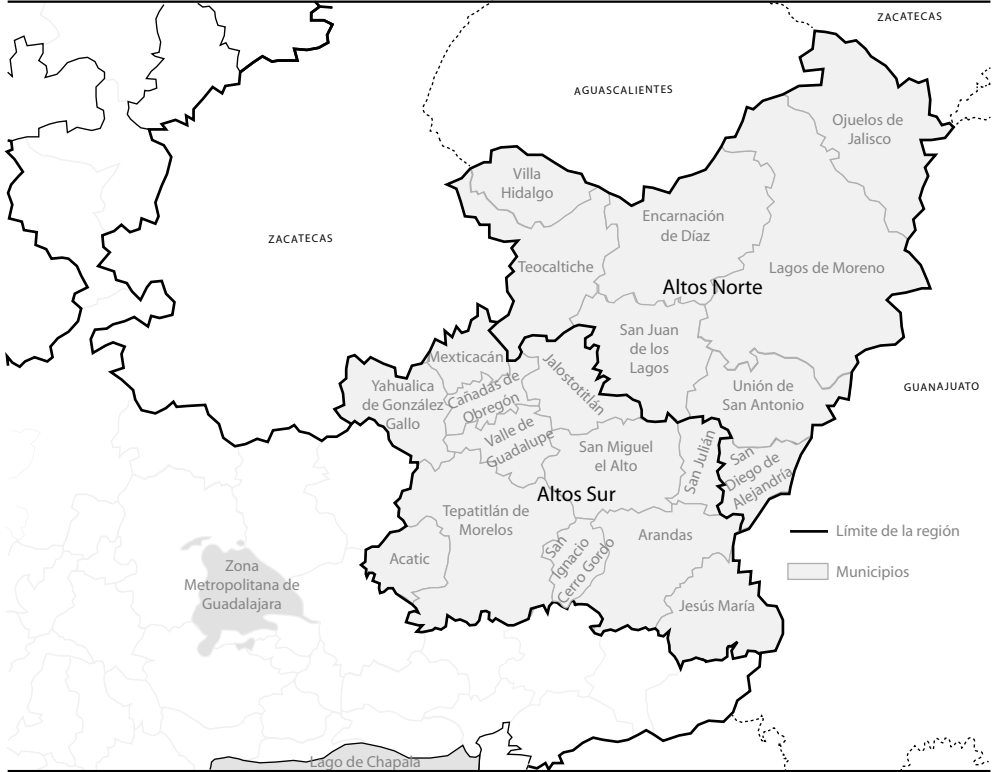 ZACATECAS
AGUASCALIENTES
Ojuelos de
Jalisco
Villa
Hidalgo
Encarnación
de Díaz
ZACATECAS
Teocaltiche
Lagos de Moreno
Altos Norte
San Juan
de los
Lagos
Mexticacán
Jalostotitlán
Yahualica
de González
Gallo
Cañadas de
Obregón
Unión de
San Antonio
GUANAJUATO
Valle de
Guadalupe
San Miguel
el Alto
San Julián
San
Diego de
Alejandría
Altos Sur
Tepatitlán de
Morelos
Arandas
Límite de la región
Acatic
San
Ignacio
Cerro Gordo
Zona
Metropolitana de
Guadalajara
Municipios
Jesús María
Lago de Chapala